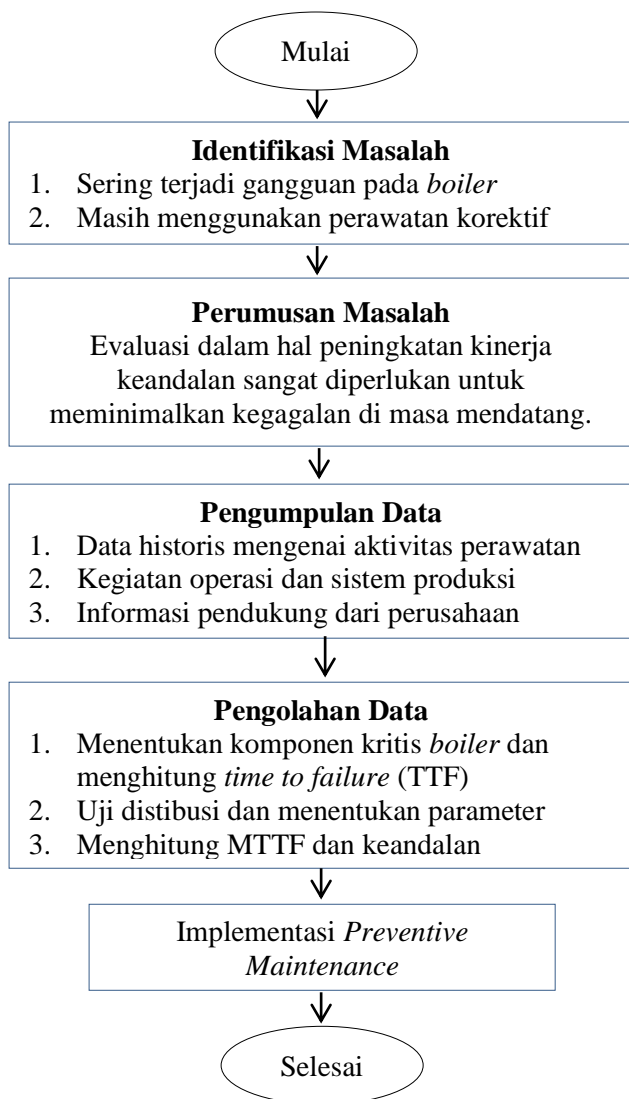 Mulai
Identifikasi Masalah
1. Sering terjadi gangguan pada boiler
2. Masih menggunakan perawatan korektif
Perumusan Masalah
Evaluasi dalam hal peningkatan kinerja
keandalan sangat diperlukan untuk
meminimalkan kegagalan di masa mendatang.
Pengumpulan Data
1. Data historis mengenai aktivitas perawatan
2. Kegiatan operasi dan sistem produksi
3. Informasi pendukung dari perusahaan
Pengolahan Data
1. Menentukan komponen kritis boiler dan
menghitung time to failure (TTF)
2. Uji distibusi dan menentukan parameter
3. Menghitung MTTF dan keandalan
Implementasi Preventive
Maintenance
Selesai